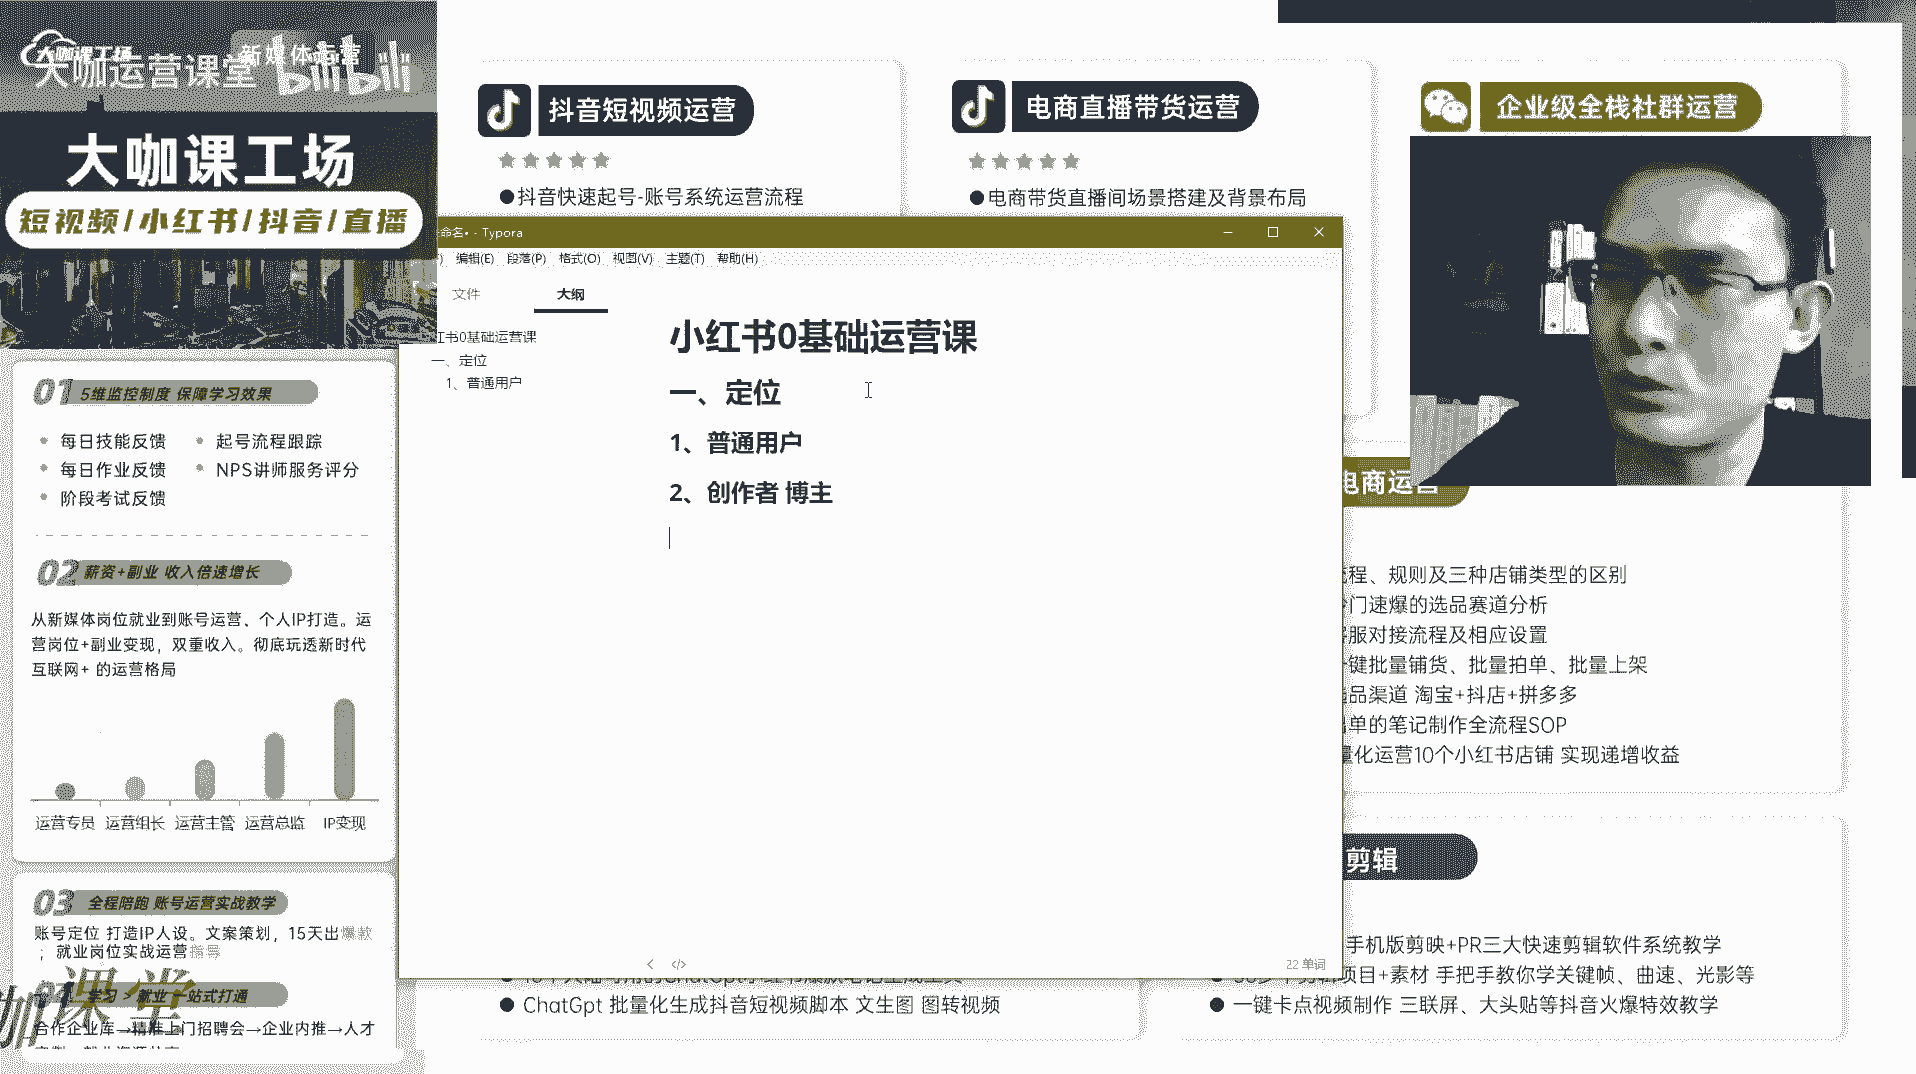 大咖课工场
大咖运营课堂
新媒体运营
bilibili
大咖课工场
短视频/小红书/抖音/直播
01 5维监控制度 保障学习效果
每日技能反馈
起号流程跟踪
每日作业反馈
NPS讲师服务评分
阶段考试反馈
02 薪资+副业 收入倍速增长
从新媒体岗位就业到账号运营、个人IP打造。运
营岗位+副业变现，双重收入。彻底玩透新时代
互联网+ 的运营格局
运营专员 运营组长 运营主管 运营总监 IP变现
03 全程陪跑 账号运营实战教学
账号定位 打造IP人设。文案策划，15天出爆款
；就业岗位实战运营指导
学习 > 就业 一站式打通
课堂
合作企业库→精准上门招聘会→企业内推→人才
抖音短视频运营
●抖音快速起号-账号系统运营流程
电商直播带货运营
●电商带货直播间场景搭建及背景布局
企业级全栈社群运营
命名• - Typora
编辑(E) 段落(P) 格式(O) 视图(V) 主题(T) 帮助(H)
文件 大纲
红书0基础运营课
一、定位
1、普通用户
小红书0基础运营课
一、定位
1、普通用户
2、创作者 博主
22 单词
电商运营
流程、规则及三种店铺类型的区别
冷门速爆的选品赛道分析
客服对接流程及相应设置
一键批量铺货、批量拍单、批量上架
选品渠道 淘宝+抖店+拼多多
出单的笔记制作全流程SOP
量化运营10个小红书店铺 实现递增收益
剪辑
手机版剪映+PR三大快速剪辑软件系统教学
项目+素材 手把手教你学关键帧、曲速、光影等
● 一键卡点视频制作 三联屏、大头贴等抖音火爆特效教学
● ChatGpt 批量化生成抖音短视频脚本 文生图 图转视频